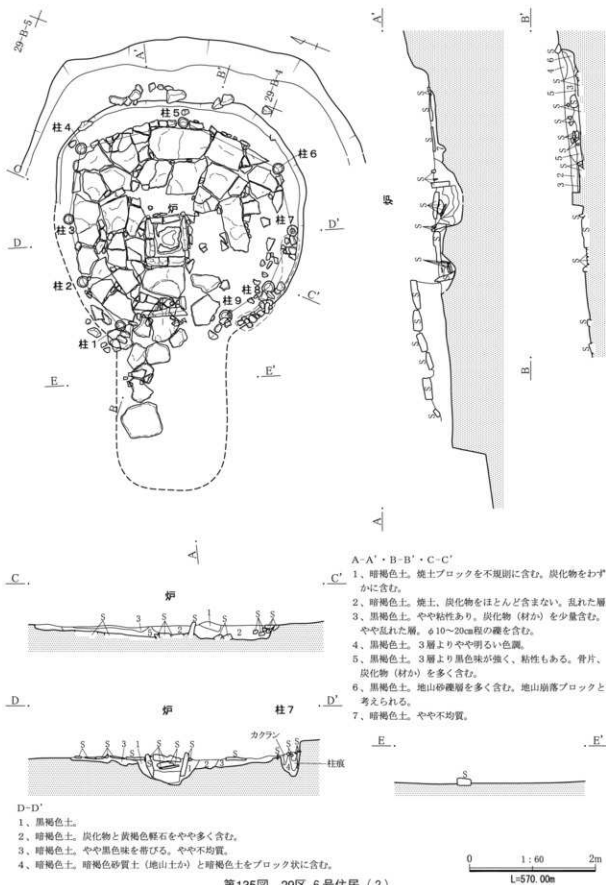 29-B-5
A'
B'
29-B-4
柱5
柱4
柱6
C
炉
柱7
柱3
D
D'
柱2
柱8
C'
柱9
柱1
E
E'
B
A
A'
炉
A
B'
B
C
炉
C'
D
炉
柱7
D'
カクラン
柱痕
A-A'・B-B'・C-C'
1、暗褐色土。焼土ブロックを不規則に含む。炭化物をわず
かに含む。
2、暗褐色土。焼土、炭化物をほとんど含まない。乱れた層
3、黒褐色土。やや粘性あり。炭化物（材か）を少量含む。
やや乱れた層。φ10〜20cm程の礫を含む。
4、黒褐色土。3層よりやや明るい色調。
5、黒褐色土。3層より黒色味が強く、粘性もある。骨片、
炭化物（材か）を多く含む。
6、黒褐色土。地山砂礫層を多く含む。地山崩落ブロックと
考えられる。
7、暗褐色土。やや不均質。
E
S
E'
D-D'
1、黒褐色土。
2、暗褐色土。炭化物と黄褐色軽石をやや多く含む。
3、暗褐色土。やや黒色味を帯びる。やや不均質。
4、暗褐色土。暗褐色砂質土（地山土か）と暗褐色土をブロック状に含む。
0 1:60 2m
L=570.00m
第135図 29区 6号住居（2）